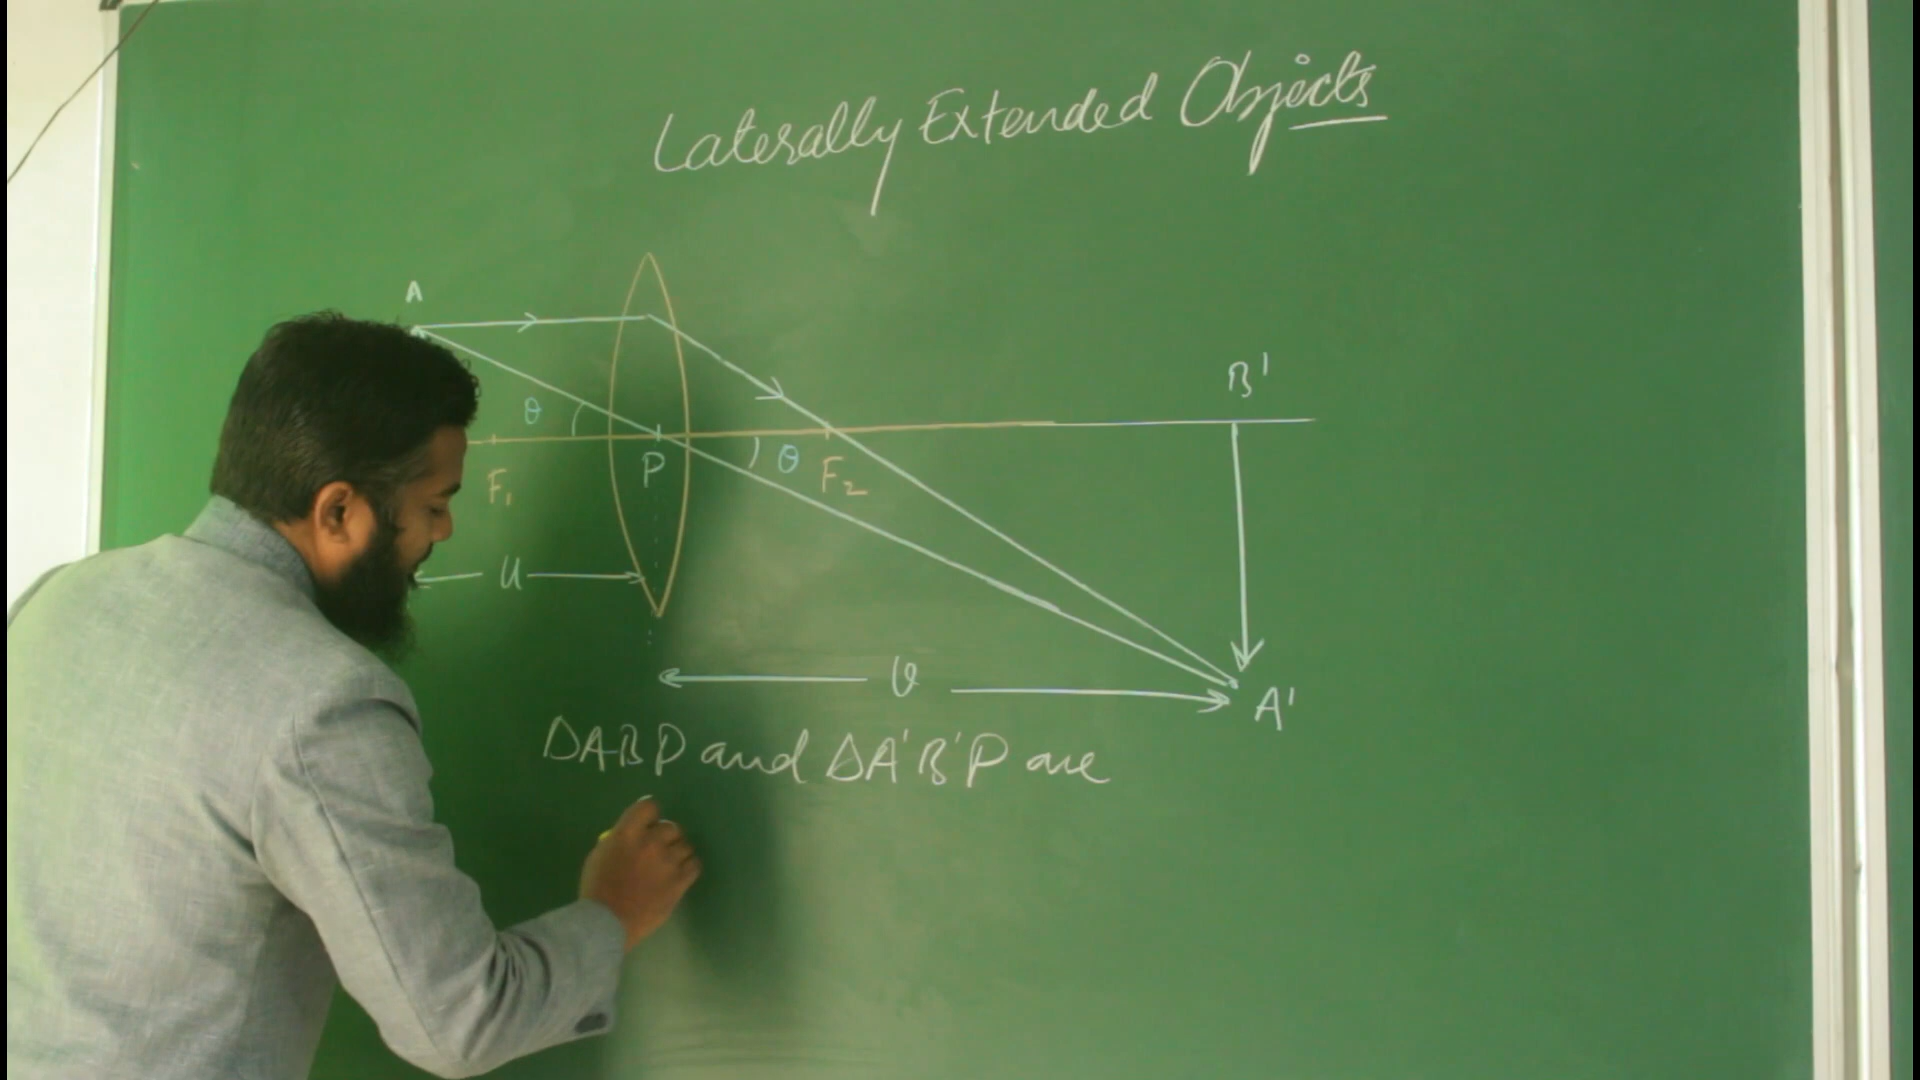 Laterally Extended Objects
A
B'
θ
P
θ
F₁
F₂
u
v
A'
ΔABP and ΔA'B'P are